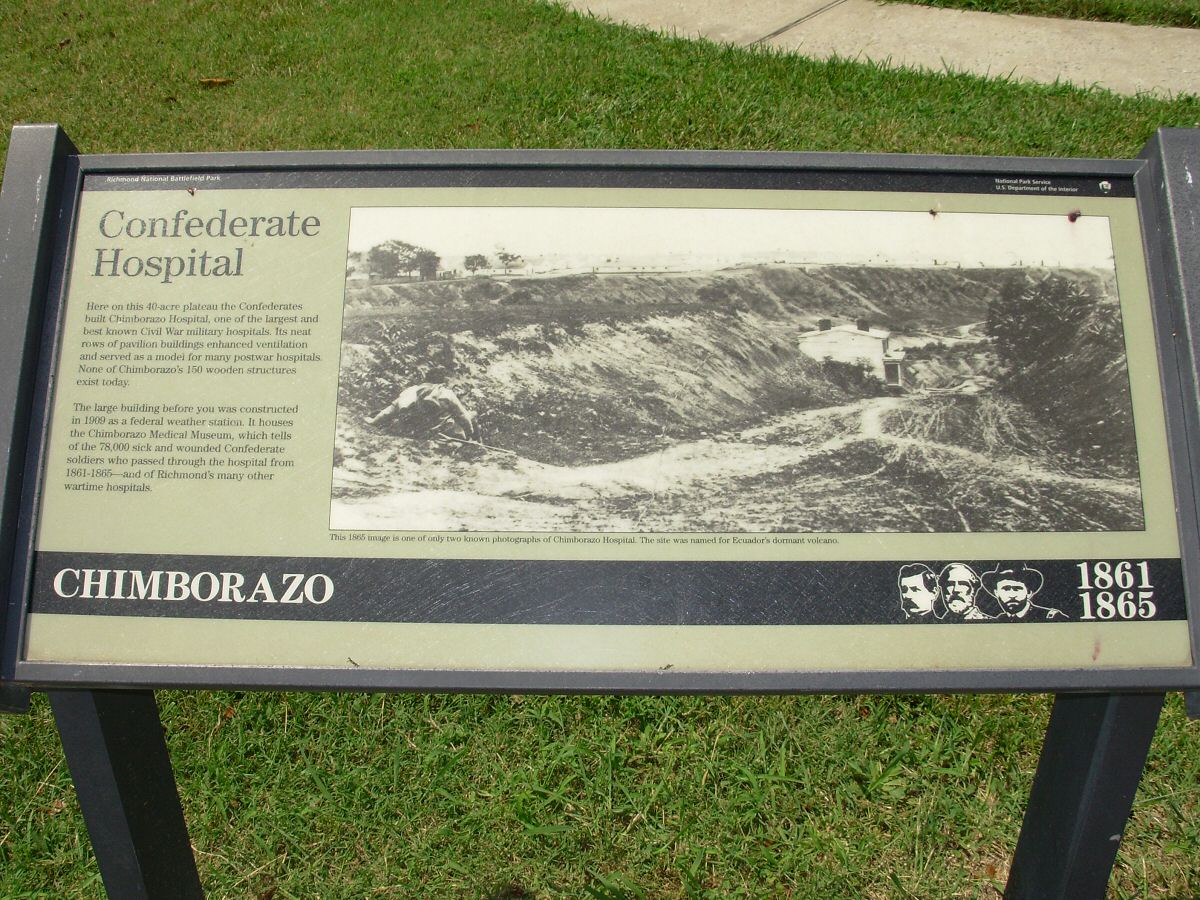 Richmond National Battlefield Park
National Park Service
U.S. Department of the Interior
Confederate
Hospital
Here on this 40-acre plateau the Confederates
built Chimborazo Hospital, one of the largest and
best known Civil War military hospitals. Its neat
rows of pavilion buildings enhanced ventilation
and served as a model for many postwar hospitals.
None of Chimborazo's 150 wooden structures
exist today.
The large building before you was constructed
in 1909 as a federal weather station. It houses
the Chimborazo Medical Museum, which tells
of the 78,000 sick and wounded Confederate
soldiers who passed through the hospital from
1861-1865—and of Richmond's many other
wartime hospitals.
This 1865 image is one of only two known photographs of Chimborazo Hospital. The site was named for Ecuador's dormant volcano.
CHIMBORAZO
1861
1865